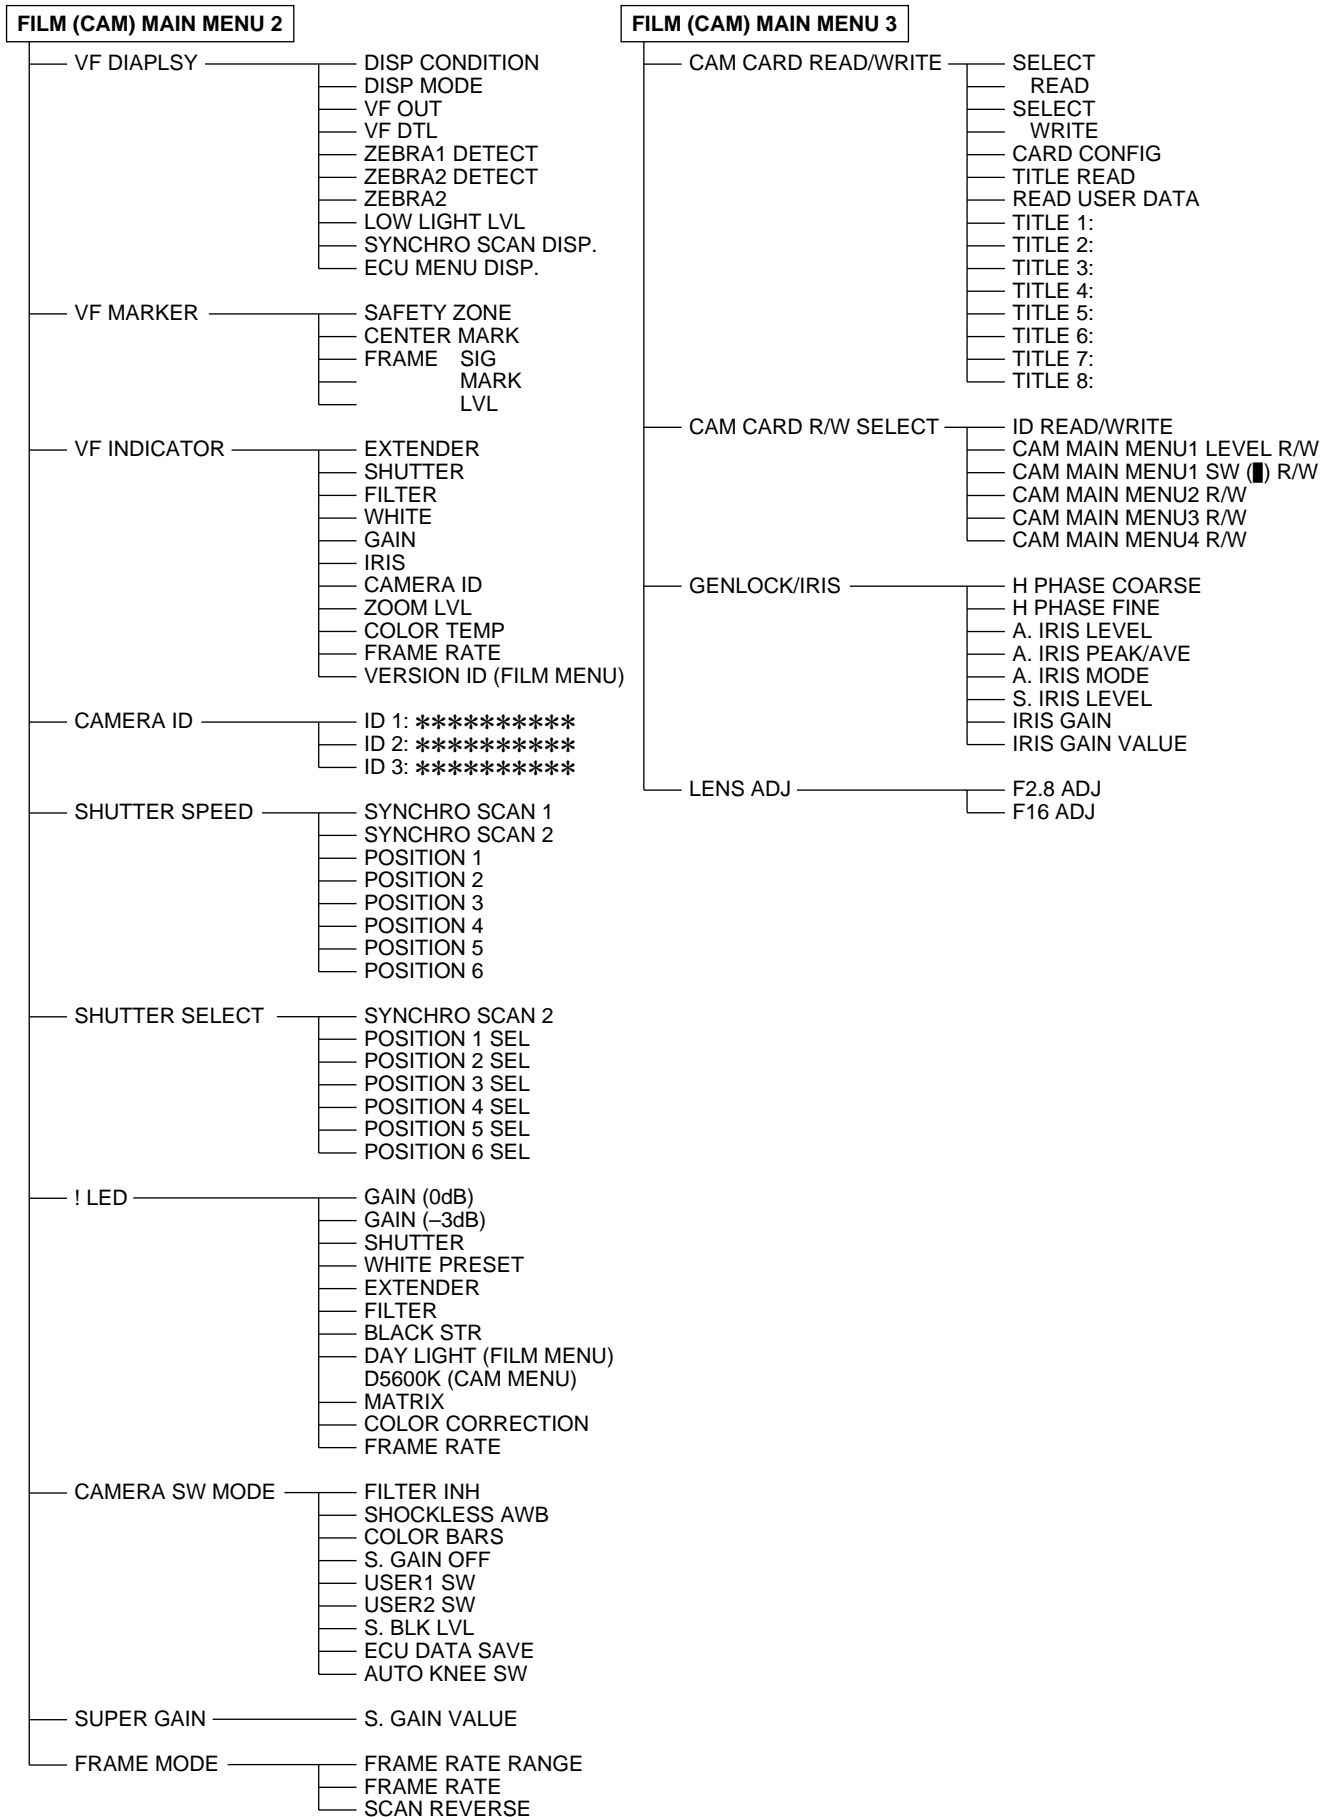 FILM (CAM) MAIN MENU 2
VF DIAPLSY
DISP CONDITION
DISP MODE
VF OUT
VF DTL
ZEBRA1 DETECT
ZEBRA2 DETECT
ZEBRA2
LOW LIGHT LVL
SYNCHRO SCAN DISP.
ECU MENU DISP.
VF MARKER
SAFETY ZONE
CENTER MARK
FRAME SIG
MARK
LVL
VF INDICATOR
EXTENDER
SHUTTER
FILTER
WHITE
GAIN
IRIS
CAMERA ID
ZOOM LVL
COLOR TEMP
FRAME RATE
VERSION ID (FILM MENU)
CAMERA ID
ID 1: **********
ID 2: **********
ID 3: **********
SHUTTER SPEED
SYNCHRO SCAN 1
SYNCHRO SCAN 2
POSITION 1
POSITION 2
POSITION 3
POSITION 4
POSITION 5
POSITION 6
SHUTTER SELECT
SYNCHRO SCAN 2
POSITION 1 SEL
POSITION 2 SEL
POSITION 3 SEL
POSITION 4 SEL
POSITION 5 SEL
POSITION 6 SEL
! LED
GAIN (0dB)
GAIN (–3dB)
SHUTTER
WHITE PRESET
EXTENDER
FILTER
BLACK STR
DAY LIGHT (FILM MENU)
D5600K (CAM MENU)
MATRIX
COLOR CORRECTION
FRAME RATE
CAMERA SW MODE
FILTER INH
SHOCKLESS AWB
COLOR BARS
S. GAIN OFF
USER1 SW
USER2 SW
S. BLK LVL
ECU DATA SAVE
AUTO KNEE SW
SUPER GAIN
S. GAIN VALUE
FRAME MODE
FRAME RATE RANGE
FRAME RATE
SCAN REVERSE
FILM (CAM) MAIN MENU 3
CAM CARD READ/WRITE
SELECT
READ
SELECT
WRITE
CARD CONFIG
TITLE READ
READ USER DATA
TITLE 1:
TITLE 2:
TITLE 3:
TITLE 4:
TITLE 5:
TITLE 6:
TITLE 7:
TITLE 8:
CAM CARD R/W SELECT
ID READ/WRITE
CAM MAIN MENU1 LEVEL R/W
CAM MAIN MENU1 SW (▮) R/W
CAM MAIN MENU2 R/W
CAM MAIN MENU3 R/W
CAM MAIN MENU4 R/W
GENLOCK/IRIS
H PHASE COARSE
H PHASE FINE
A. IRIS LEVEL
A. IRIS PEAK/AVE
A. IRIS MODE
S. IRIS LEVEL
IRIS GAIN
IRIS GAIN VALUE
LENS ADJ
F2.8 ADJ
F16 ADJ